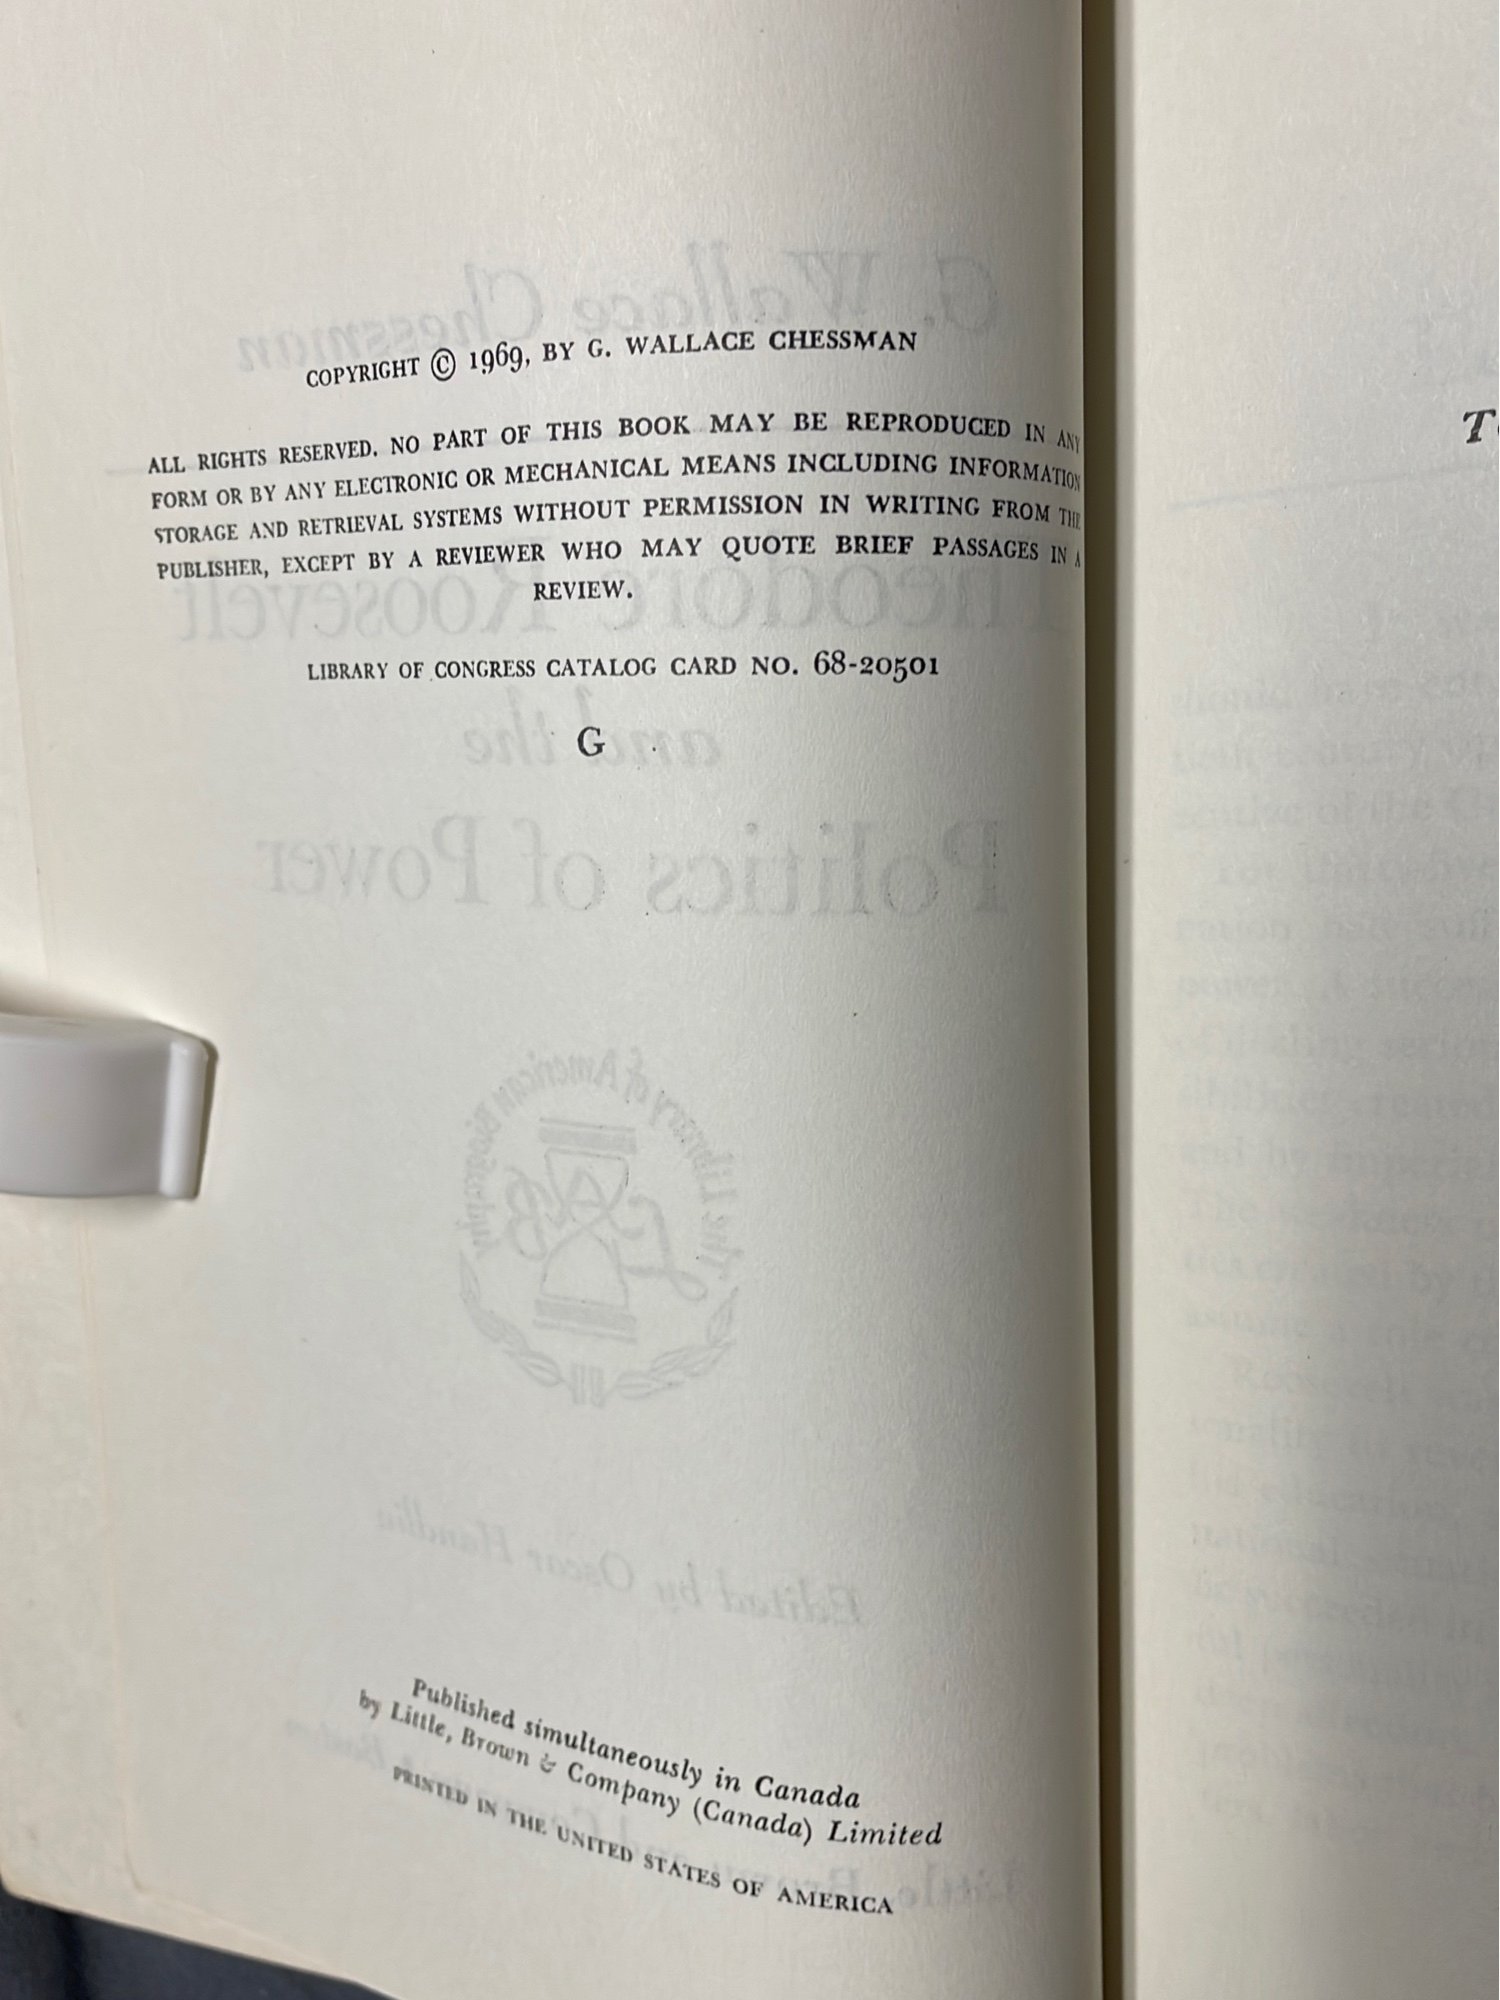 COPYRIGHT © 1969, BY G. WALLACE CHESSMAN
ALL RIGHTS RESERVED. NO PART OF THIS BOOK MAY BE REPRODUCED IN ANY
FORM OR BY ANY ELECTRONIC OR MECHANICAL MEANS INCLUDING INFORMATION
STORAGE AND RETRIEVAL SYSTEMS WITHOUT PERMISSION IN WRITING FROM THE
PUBLISHER, EXCEPT BY A REVIEWER WHO MAY QUOTE BRIEF PASSAGES IN A
REVIEW.
LIBRARY OF CONGRESS CATALOG CARD NO. 68-20501
G
Published simultaneously in Canada
by Little, Brown & Company (Canada) Limited
PRINTED IN THE UNITED STATES OF AMERICA